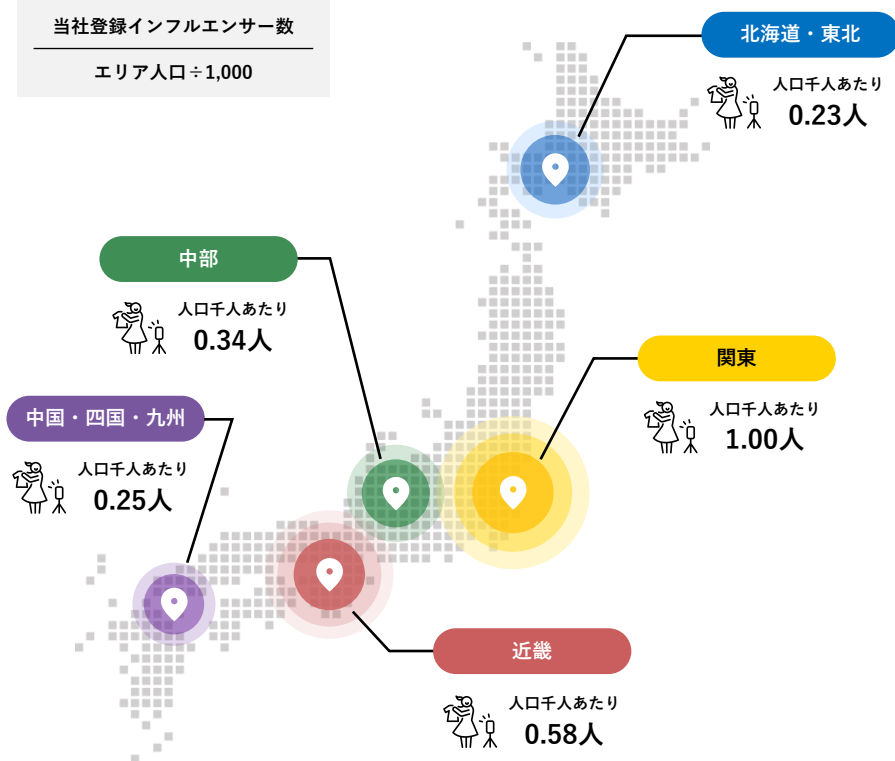 当社登録インフルエンサー数
エリア人口÷1,000
北海道・東北
人口千人あたり
0.23人
中部
人口千人あたり
0.34人
関東
人口千人あたり
1.00人
中国・四国・九州
人口千人あたり
0.25人
近畿
人口千人あたり
0.58人